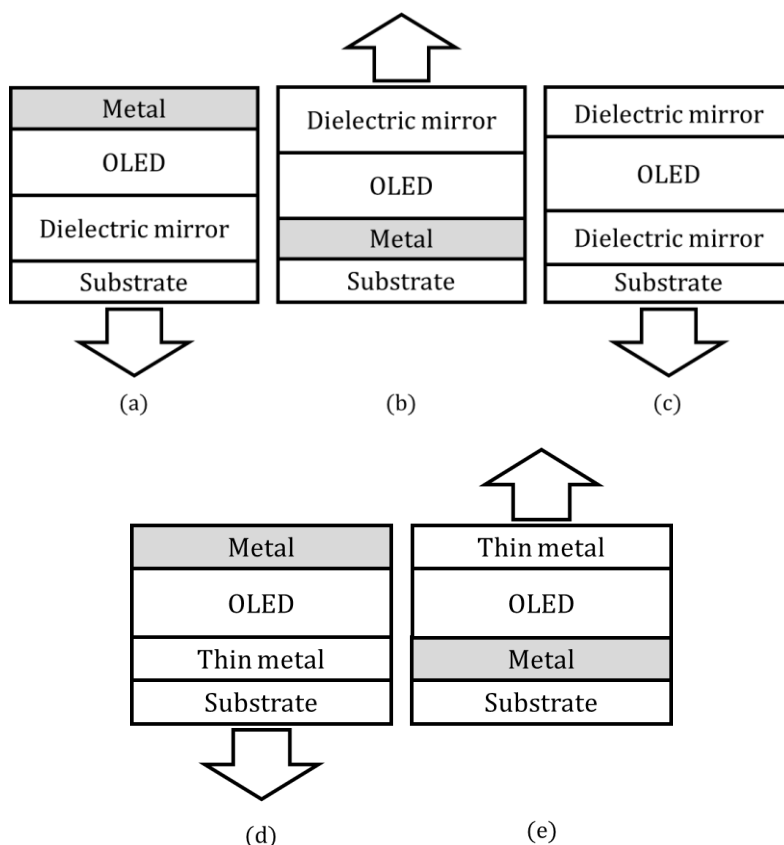 Metal
OLED
Dielectric mirror
Substrate
(a)
Dielectric mirror
OLED
Metal
Substrate
(b)
Dielectric mirror
OLED
Dielectric mirror
Substrate
(c)
Metal
OLED
Thin metal
Substrate
(d)
Thin metal
OLED
Metal
Substrate
(e)